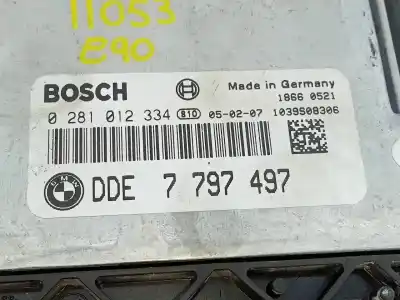 11053
e90
BOSCH
Made in Germany
1866 0521
0 281 012 334 810 05-02-07 1039S08306
BMW
DDE 7 797 497